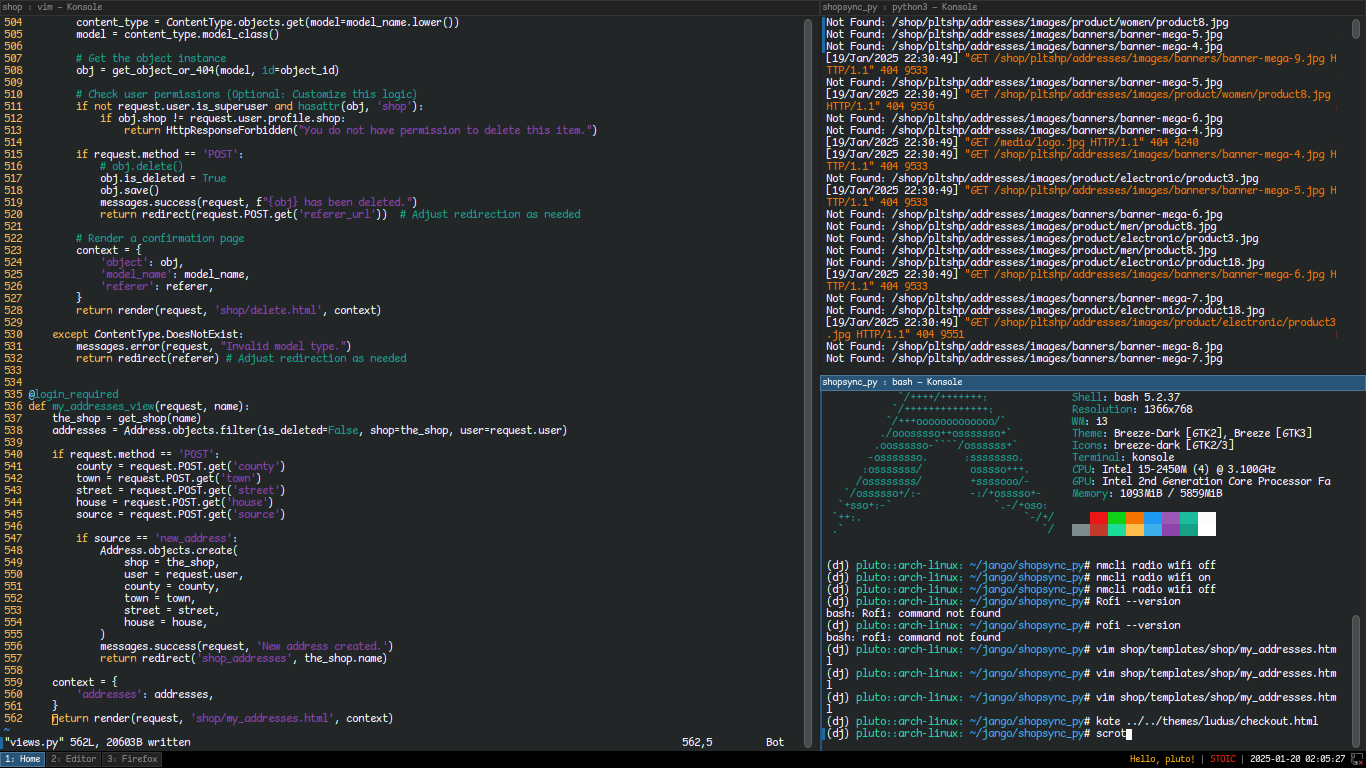 shop : vim — Konsole
504         content_type = ContentType.objects.get(model=model_name.lower())
505         model = content_type.model_class()
506
507         # Get the object instance
508         obj = get_object_or_404(model, id=object_id)
509
510         # Check user permissions (Optional: Customize this logic)
511         if not request.user.is_superuser and hasattr(obj, 'shop'):
512             if obj.shop != request.user.profile.shop:
513                 return HttpResponseForbidden("You do not have permission to delete this item.")
514
515         if request.method == 'POST':
516             # obj.delete()
517             obj.is_deleted = True
518             obj.save()
519             messages.success(request, f"{obj} has been deleted.")
520             return redirect(request.POST.get('referer_url'))  # Adjust redirection as needed
521
522         # Render a confirmation page
523         context = {
524             'object': obj,
525             'model_name': model_name,
526             'referer': referer,
527         }
528         return render(request, 'shop/delete.html', context)
529
530     except ContentType.DoesNotExist:
531         messages.error(request, "Invalid model type.")
532         return redirect(referer) # Adjust redirection as needed
533
534
535 @login_required
536 def my_addresses_view(request, name):
537     the_shop = get_shop(name)
538     addresses = Address.objects.filter(is_deleted=False, shop=the_shop, user=request.user)
539
540     if request.method == 'POST':
541         county = request.POST.get('county')
542         town = request.POST.get('town')
543         street = request.POST.get('street')
544         house = request.POST.get('house')
545         source = request.POST.get('source')
546
547         if source == 'new_address':
548             Address.objects.create(
549                 shop = the_shop,
550                 user = request.user,
551                 county = county,
552                 town = town,
553                 street = street,
554                 house = house,
555             )
556             messages.success(request, 'New address created.')
557             return redirect('shop_addresses', the_shop.name)
558
559     context = {
560         'addresses': addresses,
561     }
562     return render(request, 'shop/my_addresses.html', context)
~
"views.py" 562L, 20603B written 562,5 Bot
shopsync_py : python3 — Konsole
Not Found: /shop/pltshp/addresses/images/product/women/product8.jpg
Not Found: /shop/pltshp/addresses/images/banners/banner-mega-5.jpg
Not Found: /shop/pltshp/addresses/images/banners/banner-mega-4.jpg
[19/Jan/2025 22:30:49] "GET /shop/pltshp/addresses/images/banners/banner-mega-9.png H
TTP/1.1" 404 9533
Not Found: /shop/pltshp/addresses/images/banners/banner-mega-5.jpg
[19/Jan/2025 22:30:49] "GET /shop/pltshp/addresses/images/product/women/product8.jpg 
HTTP/1.1" 404 9536
Not Found: /shop/pltshp/addresses/images/banners/banner-mega-6.jpg
Not Found: /shop/pltshp/addresses/images/banners/banner-mega-4.jpg
[19/Jan/2025 22:30:49] "GET /media/logo.jpg HTTP/1.1" 404 4240
[19/Jan/2025 22:30:49] "GET /shop/pltshp/addresses/images/banners/banner-mega-4.jpg H
TTP/1.1" 404 9533
Not Found: /shop/pltshp/addresses/images/product/electronic/product3.jpg
[19/Jan/2025 22:30:49] "GET /shop/pltshp/addresses/images/banners/banner-mega-5.jpg H
TTP/1.1" 404 9533
Not Found: /shop/pltshp/addresses/images/banners/banner-mega-6.jpg
Not Found: /shop/pltshp/addresses/images/product/men/product8.jpg
Not Found: /shop/pltshp/addresses/images/product/electronic/product3.jpg
Not Found: /shop/pltshp/addresses/images/product/men/product8.jpg
Not Found: /shop/pltshp/addresses/images/product/electronic/product18.jpg
[19/Jan/2025 22:30:49] "GET /shop/pltshp/addresses/images/banners/banner-mega-6.jpg H
TTP/1.1" 404 9533
Not Found: /shop/pltshp/addresses/images/banners/banner-mega-7.jpg
Not Found: /shop/pltshp/addresses/images/product/electronic/product18.jpg
[19/Jan/2025 22:30:49] "GET /shop/pltshp/addresses/images/product/electronic/product3
.jpg HTTP/1.1" 404 9551
Not Found: /shop/pltshp/addresses/images/banners/banner-mega-8.jpg
Not Found: /shop/pltshp/addresses/images/banners/banner-mega-7.jpg
shopsync_py : bash — Konsole
Shell: bash 5.2.37
Resolution: 1366x768
WM: i3
Theme: Breeze-Dark [GTK2], Breeze [GTK3]
Icons: breeze-dark [GTK2/3]
Terminal: konsole
CPU: Intel i5-2450M (4) @ 3.100GHz
GPU: Intel 2nd Generation Core Processor Fa
Memory: 1093MiB / 5859MiB
(dj) pluto::arch-linux: ~/jango/shopsync_py# nmcli radio wifi off
(dj) pluto::arch-linux: ~/jango/shopsync_py# nmcli radio wifi on
(dj) pluto::arch-linux: ~/jango/shopsync_py# nmcli radio wifi off
(dj) pluto::arch-linux: ~/jango/shopsync_py# Rofi --version
bash: Rofi: command not found
(dj) pluto::arch-linux: ~/jango/shopsync_py# rofi --version
bash: rofi: command not found
(dj) pluto::arch-linux: ~/jango/shopsync_py# vim shop/templates/shop/my_addresses.htm
l
(dj) pluto::arch-linux: ~/jango/shopsync_py# vim shop/templates/shop/my_addresses.htm
l
(dj) pluto::arch-linux: ~/jango/shopsync_py# vim shop/templates/shop/my_addresses.htm
l
(dj) pluto::arch-linux: ~/jango/shopsync_py# kate ../../themes/ludus/checkout.html
(dj) pluto::arch-linux: ~/jango/shopsync_py# scrot
1: Home 2: Editor 3: Firefox Hello, pluto! | STOIC | 2025-01-20 02:05:27